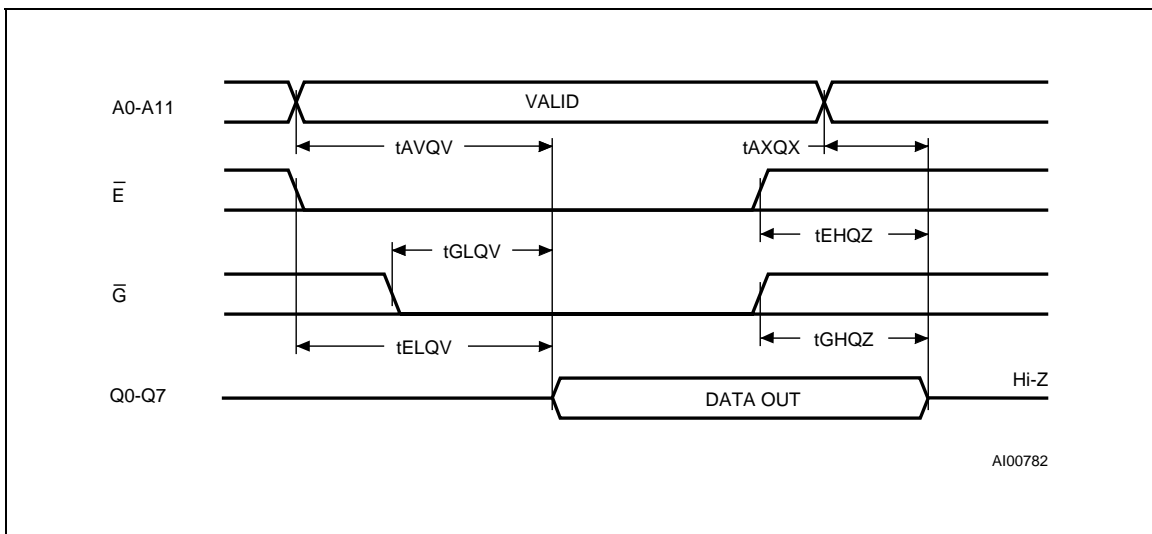 A0-A11
VALID
tAVQV
tAXQX
E̅
tEHQZ
tGLQV
G̅
tGHQZ
tELQV
Q0-Q7
DATA OUT
Hi-Z
AI00782